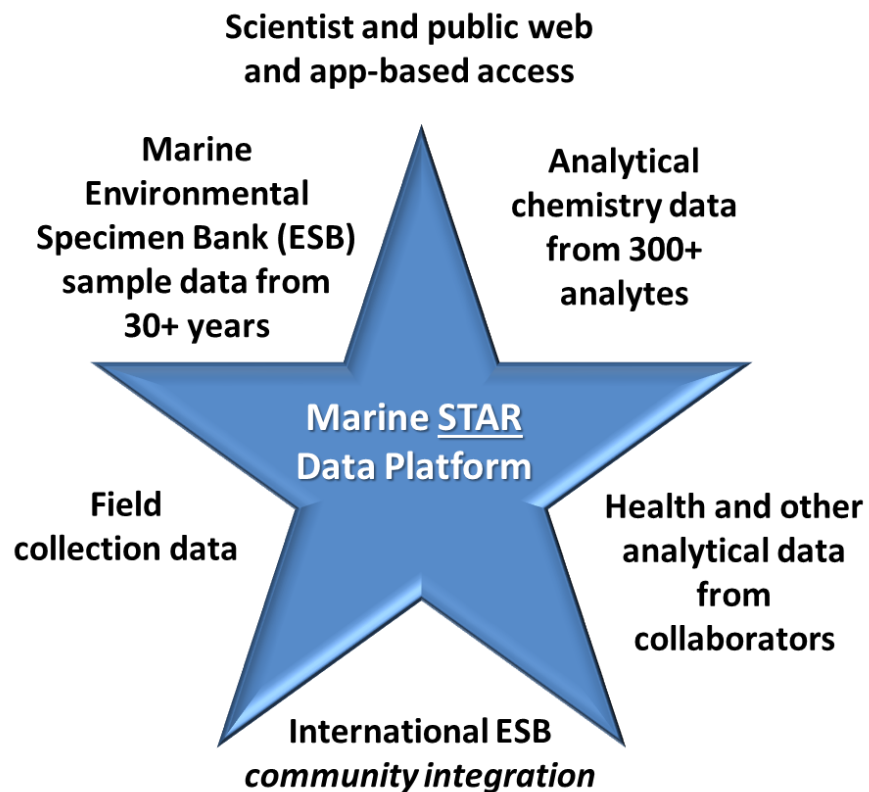 Scientist and public web
and app-based access
Marine
Environmental
Specimen Bank (ESB)
sample data from
30+ years
Analytical
chemistry data
from 300+
analytes
Marine STAR
Data Platform
Field
collection data
Health and other
analytical data
from
collaborators
International ESB
community integration